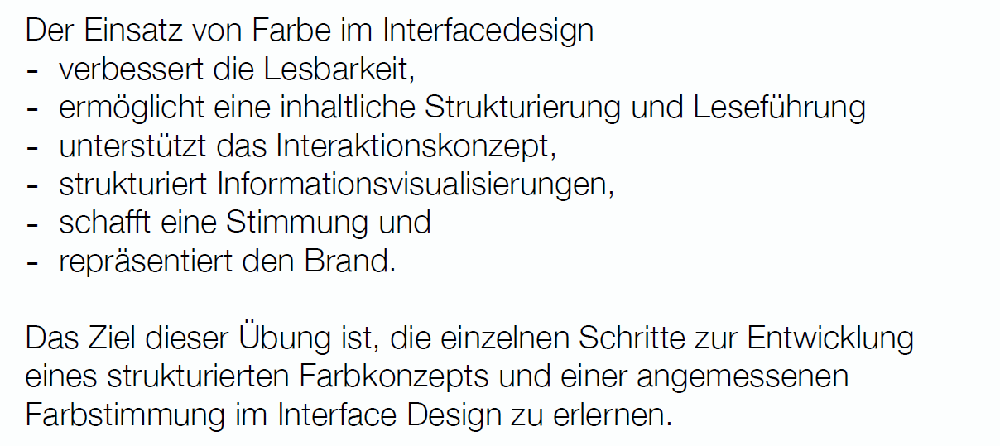 Der Einsatz von Farbe im Interfacedesign
- verbessert die Lesbarkeit,
- ermöglicht eine inhaltliche Strukturierung und Leseführung
- unterstützt das Interaktionskonzept,
- strukturiert Informationsvisualisierungen,
- schafft eine Stimmung und
- repräsentiert den Brand.
Das Ziel dieser Übung ist, die einzelnen Schritte zur Entwicklung
eines strukturierten Farbkonzepts und einer angemessenen
Farbstimmung im Interface Design zu erlernen.